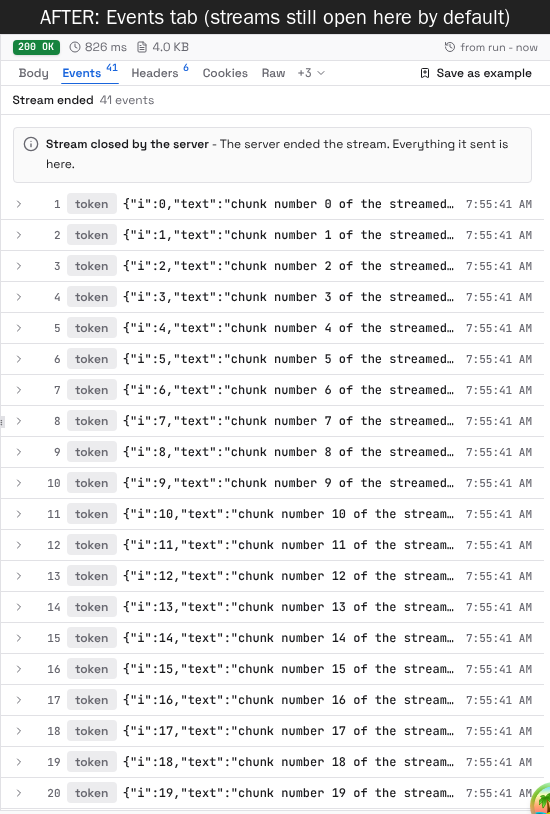 AFTER: Events tab (streams still open here by default)
200 OK 826 ms 4.0 KB from run - now
Body Events 41 Headers 6 Cookies Raw +3 Save as example
Stream ended 41 events
Stream closed by the server - The server ended the stream. Everything it sent is
here.
1 token {"i":0,"text":"chunk number 0 of the streamed… 7:55:41 AM
2 token {"i":1,"text":"chunk number 1 of the streamed… 7:55:41 AM
3 token {"i":2,"text":"chunk number 2 of the streamed… 7:55:41 AM
4 token {"i":3,"text":"chunk number 3 of the streamed… 7:55:41 AM
5 token {"i":4,"text":"chunk number 4 of the streamed… 7:55:41 AM
6 token {"i":5,"text":"chunk number 5 of the streamed… 7:55:41 AM
7 token {"i":6,"text":"chunk number 6 of the streamed… 7:55:41 AM
8 token {"i":7,"text":"chunk number 7 of the streamed… 7:55:41 AM
9 token {"i":8,"text":"chunk number 8 of the streamed… 7:55:41 AM
10 token {"i":9,"text":"chunk number 9 of the streamed… 7:55:41 AM
11 token {"i":10,"text":"chunk number 10 of the stream… 7:55:41 AM
12 token {"i":11,"text":"chunk number 11 of the stream… 7:55:41 AM
13 token {"i":12,"text":"chunk number 12 of the stream… 7:55:41 AM
14 token {"i":13,"text":"chunk number 13 of the stream… 7:55:41 AM
15 token {"i":14,"text":"chunk number 14 of the stream… 7:55:41 AM
16 token {"i":15,"text":"chunk number 15 of the stream… 7:55:41 AM
17 token {"i":16,"text":"chunk number 16 of the stream… 7:55:41 AM
18 token {"i":17,"text":"chunk number 17 of the stream… 7:55:41 AM
19 token {"i":18,"text":"chunk number 18 of the stream… 7:55:41 AM
20 token {"i":19,"text":"chunk number 19 of the stream… 7:55:41 AM